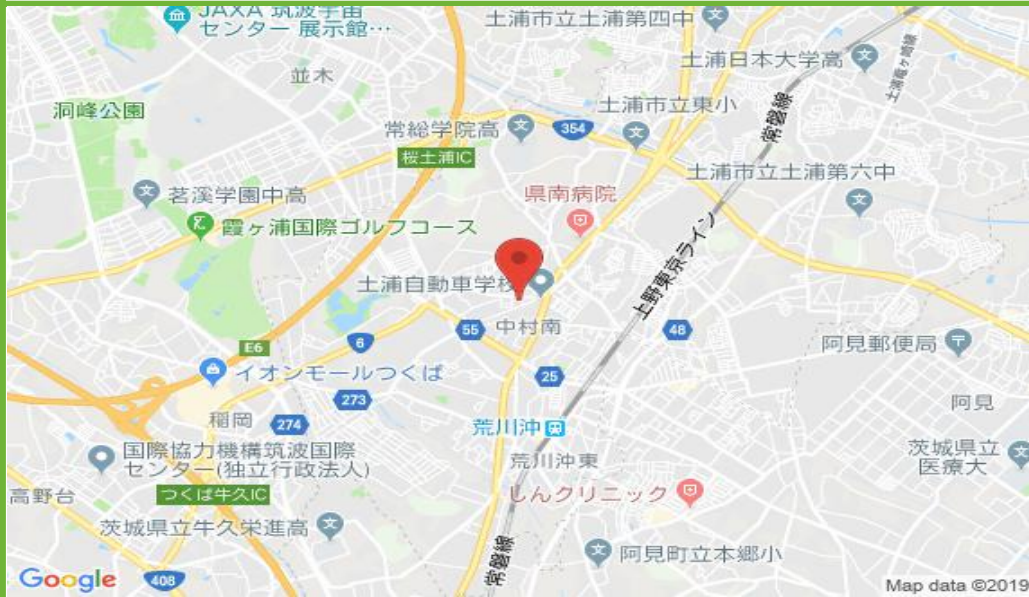 JAXA 筑波宇宙
センター 展示館…
土浦市立土浦第四中
土浦日本大学高
土浦竜ヶ崎線
並木
洞峰公園
土浦市立東小
常磐線
常総学院高
354
桜土浦IC
土浦市立土浦第六中
茗溪学園中高
県南病院
霞ヶ浦国際ゴルフコース
上野東京ライン
土浦自動車学校
中村南
55
48
6
E6
阿見郵便局
イオンモールつくば
25
273
阿見
稲岡
274
荒川沖
国際協力機構筑波国際
センター(独立行政法人)
荒川沖東
茨城県立
医療大
高野台
つくば牛久IC
しんクリニック
茨城県立牛久栄進高
常磐線
阿見町立本郷小
Google
408
Map data ©2019